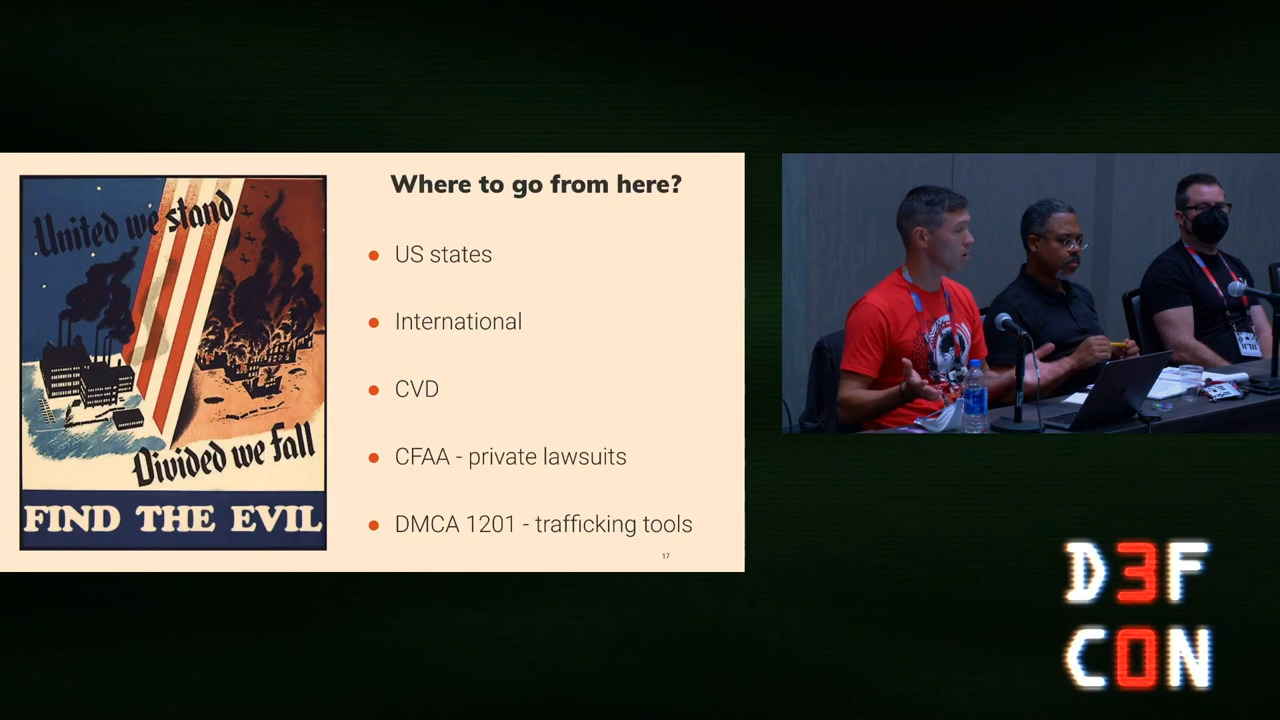 United we stand
Divided we fall
FIND THE EVIL
Where to go from here?
US states
International
CVD
CFAA - private lawsuits
DMCA 1201 - trafficking tools
17
D3F
C0N